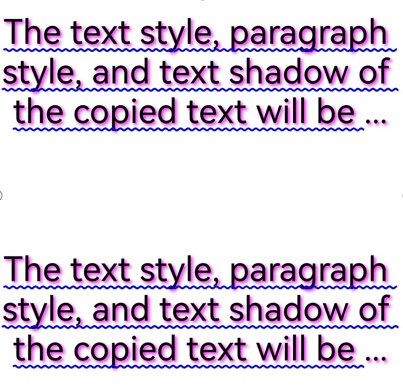 The text style, paragraph
style, and text shadow of
the copied text will be ...
The text style, paragraph
style, and text shadow of
the copied text will be ...